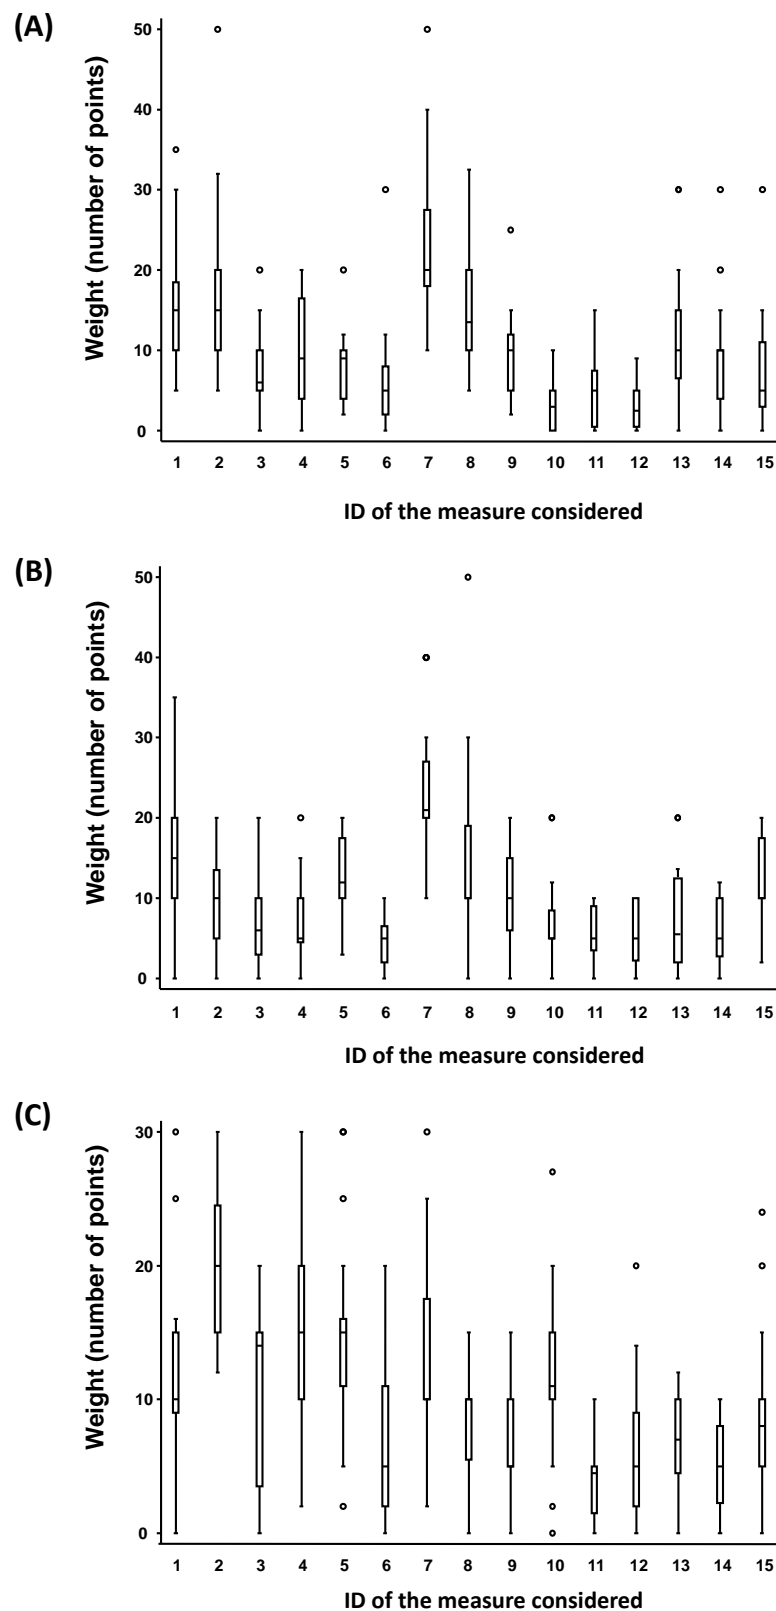 (A)
Weight (number of points)
50
40
30
20
10
0
1 2 3 4 5 6 7 8 9 10 11 12 13 14 15
ID of the measure considered
(B)
Weight (number of points)
50
40
30
20
10
0
1 2 3 4 5 6 7 8 9 10 11 12 13 14 15
ID of the measure considered
(C)
Weight (number of points)
30
20
10
0
1 2 3 4 5 6 7 8 9 10 11 12 13 14 15
ID of the measure considered